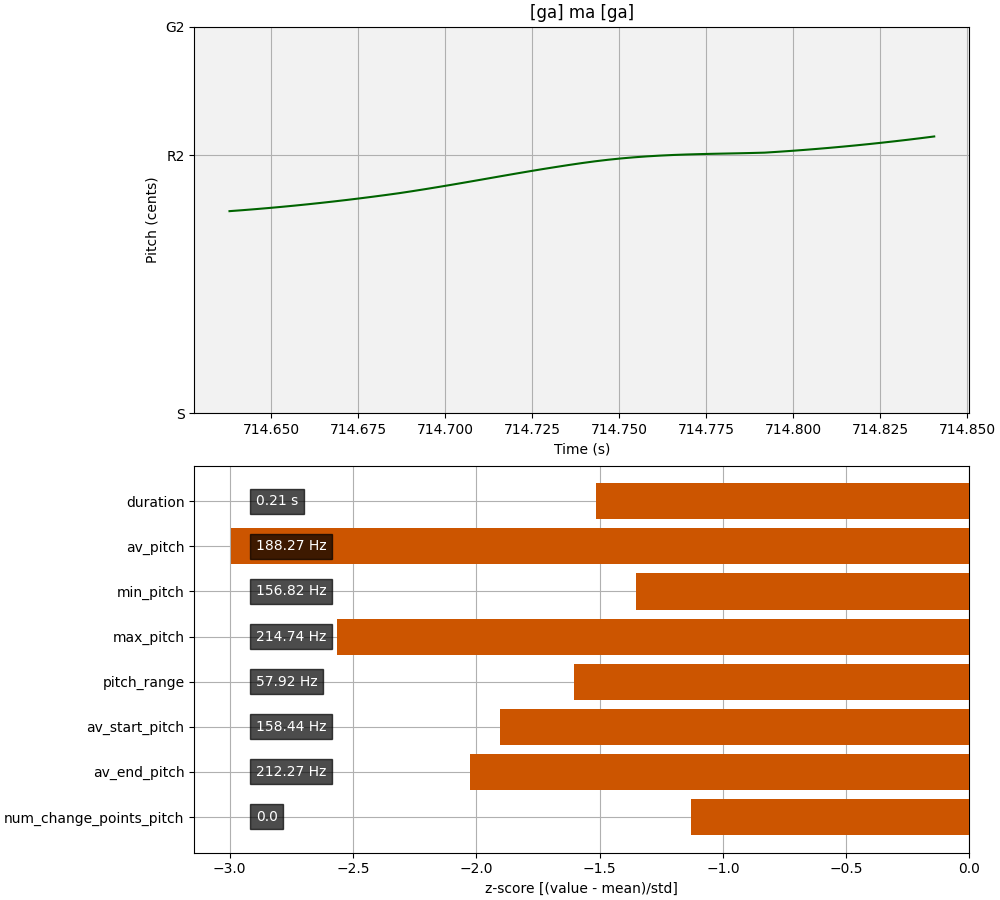 [ga] ma [ga]
G2
R2
S
Pitch (cents)
714.650 714.675 714.700 714.725 714.750 714.775 714.800 714.825 714.850
Time (s)
duration 0.21 s
av_pitch 188.27 Hz
min_pitch 156.82 Hz
max_pitch 214.74 Hz
pitch_range 57.92 Hz
av_start_pitch 158.44 Hz
av_end_pitch 212.27 Hz
num_change_points_pitch 0.0
−3.0 −2.5 −2.0 −1.5 −1.0 −0.5 0.0
z-score [(value - mean)/std]